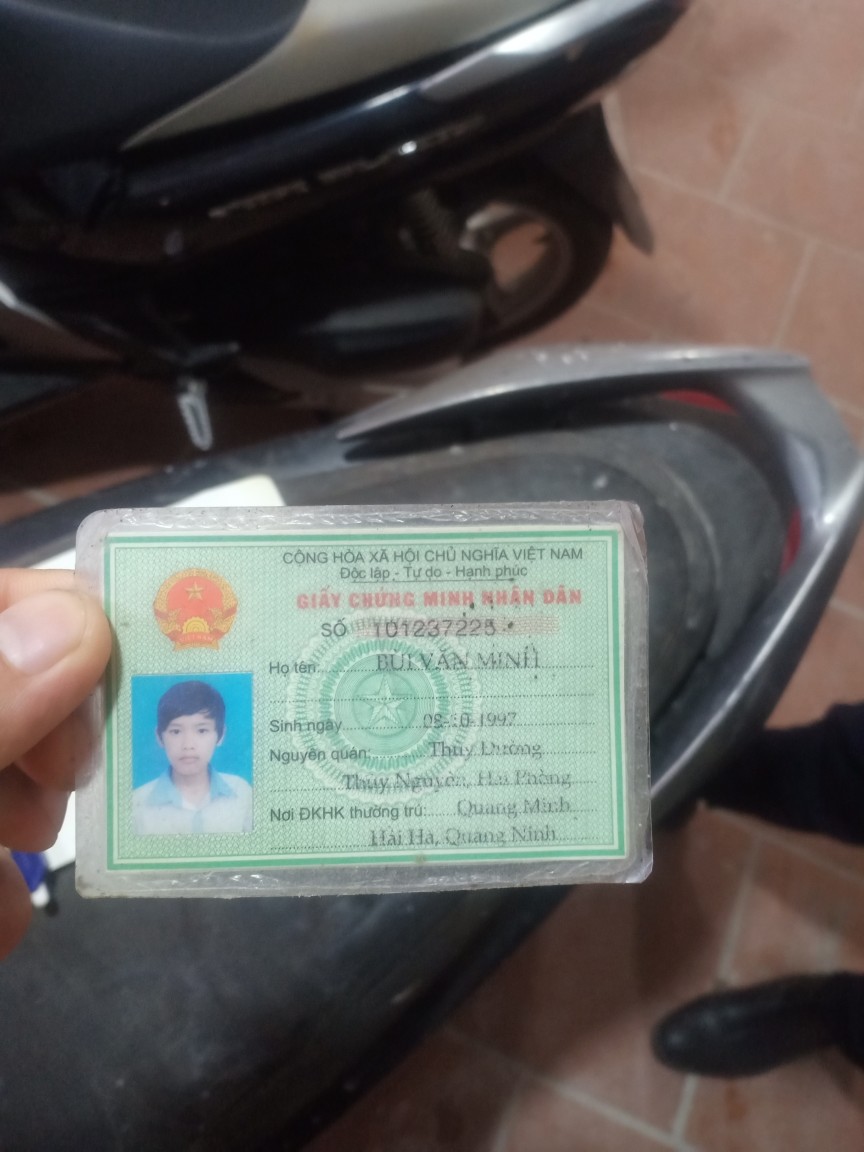 CỘNG HÒA XÃ HỘI CHỦ NGHĨA VIỆT NAM
Độc lập - Tự do - Hạnh phúc
GIẤY CHỨNG MINH NHÂN DÂN
SỐ 101237225
Họ tên: BÙI VĂN MINH
Sinh ngày 08-10-1997
Nguyên quán: Thủy Đường
Thủy Nguyên, Hải Phòng
Nơi ĐKHK thường trú: Quảng Minh
Hải Hà, Quảng Ninh